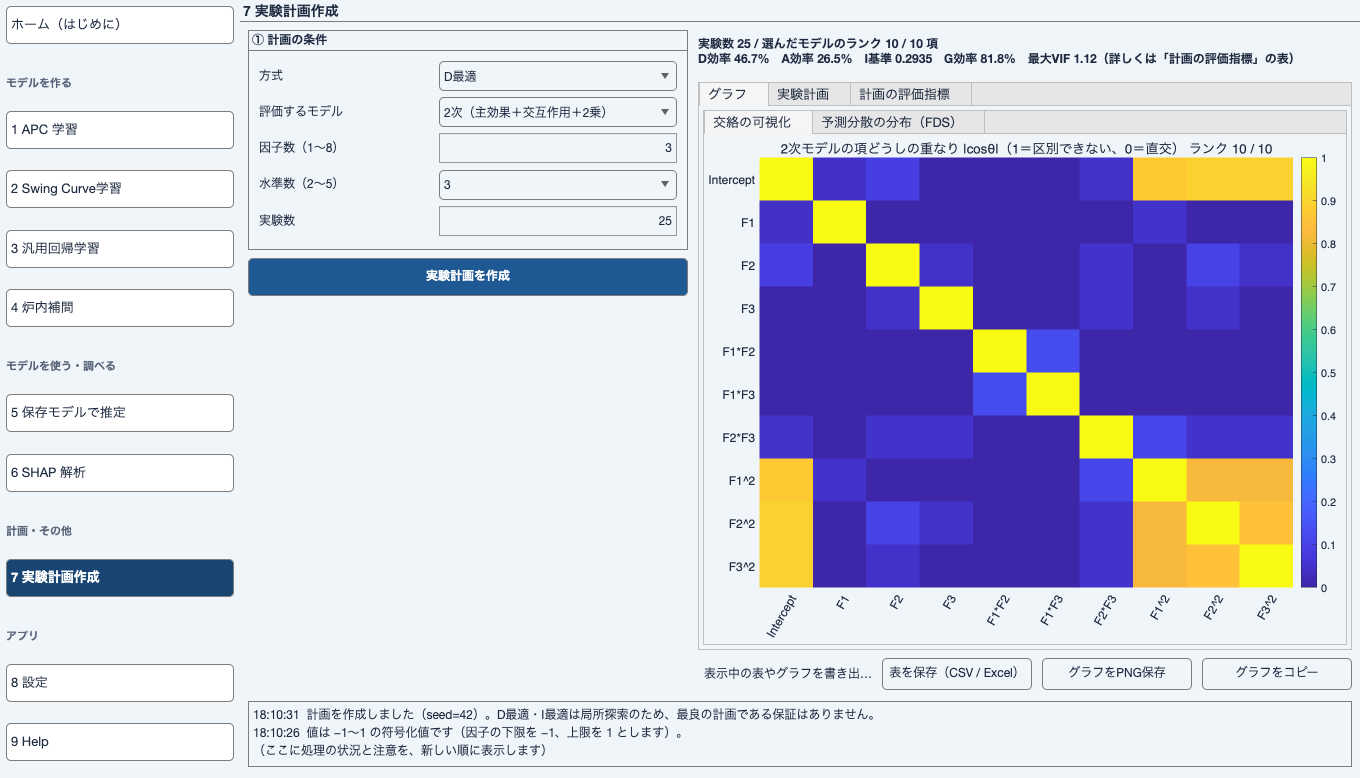 ホーム（はじめに）
モデルを作る
1 APC 学習
2 Swing Curve学習
3 汎用回帰学習
4 炉内補間
モデルを使う・調べる
5 保存モデルで推定
6 SHAP 解析
計画・その他
7 実験計画作成
アプリ
8 設定
9 Help
7 実験計画作成
① 計画の条件
方式 D最適
評価するモデル 2次（主効果＋交互作用＋2乗）
因子数（1〜8） 3
水準数（2〜5） 3
実験数 25
実験計画を作成
実験数 25 / 選んだモデルのランク 10 / 10 項
D効率 46.7% A効率 26.5% I基準 0.2935 G効率 81.8% 最大VIF 1.12（詳しくは「計画の評価指標」の表）
グラフ 実験計画 計画の評価指標
交絡の可視化 予測分散の分布（FDS）
2次モデルの項どうしの重なり |cosθ|（1＝区別できない、0＝直交） ランク 10 / 10
Intercept
F1
F2
F3
F1*F2
F1*F3
F2*F3
F1^2
F2^2
F3^2
Intercept F1 F2 F3 F1*F2 F1*F3 F2*F3 F1^2 F2^2 F3^2
1
0.9
0.8
0.7
0.6
0.5
0.4
0.3
0.2
0.1
0
表示中の表やグラフを書き出… 表を保存（CSV / Excel） グラフをPNG保存 グラフをコピー
18:10:31 計画を作成しました（seed=42）。D最適・I最適は局所探索のため、最良の計画である保証はありません。
18:10:26 値は −1〜1 の符号化値です（因子の下限を −1、上限を 1 とします）。
（ここに処理の状況と注意を、新しい順に表示します）